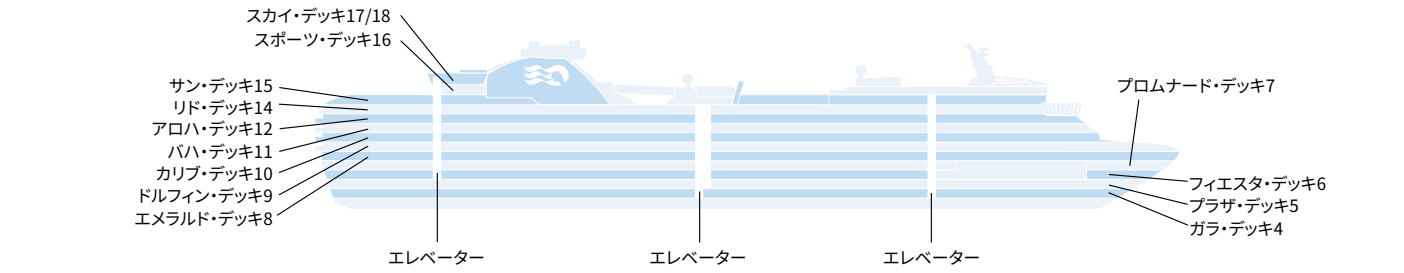 スカイ・デッキ17/18
スポーツ・デッキ16
サン・デッキ15
リド・デッキ14
アロハ・デッキ12
バハ・デッキ11
カリブ・デッキ10
ドルフィン・デッキ9
エメラルド・デッキ8
プロムナード・デッキ7
フィエスタ・デッキ6
プラザ・デッキ5
ガラ・デッキ4
エレベーター
エレベーター
エレベーター